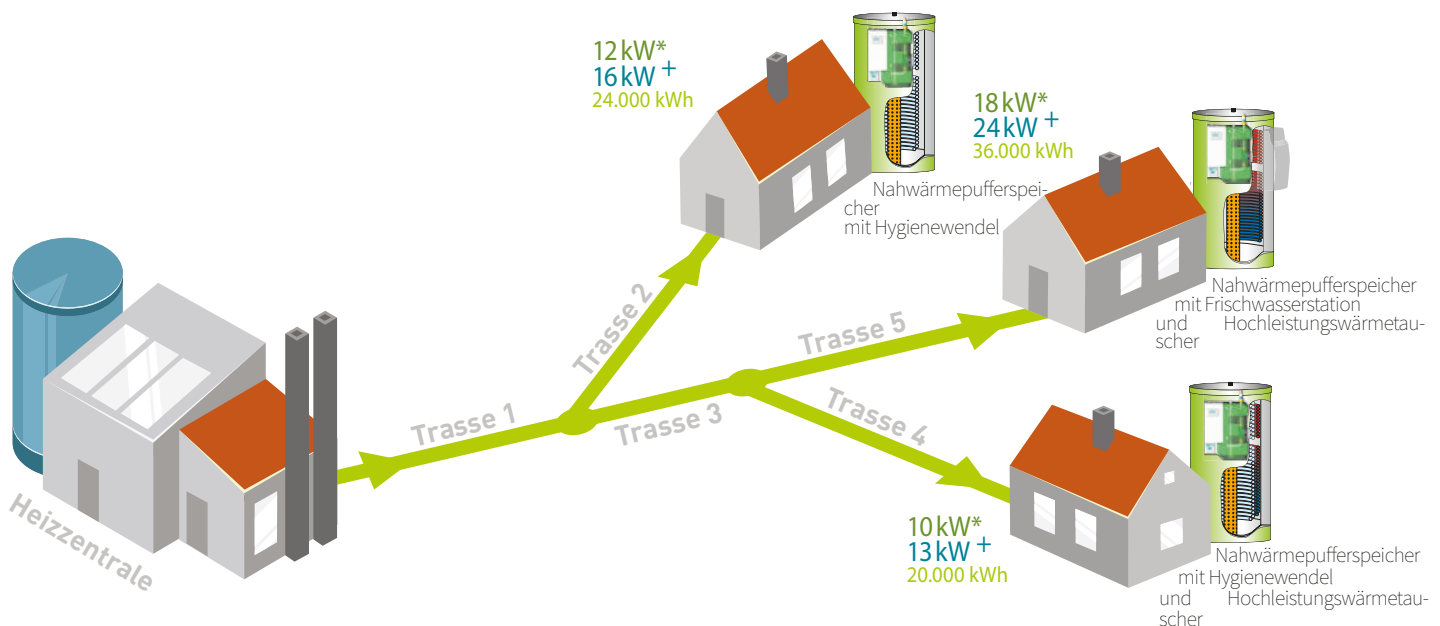 12 kW*
16 kW +
24.000 kWh
Nahwärmepufferspei-
cher
mit Hygienewendel
18 kW*
24 kW +
36.000 kWh
Nahwärmepufferspeicher
mit Frischwasserstation
und Hochleistungswärmetau-
scher
Trasse 2
Trasse 5
Trasse 1
Trasse 3
Trasse 4
Heizzentrale
10 kW*
13 kW +
20.000 kWh
Nahwärmepufferspeicher
mit Hygienewendel
und Hochleistungswärmetau-
scher